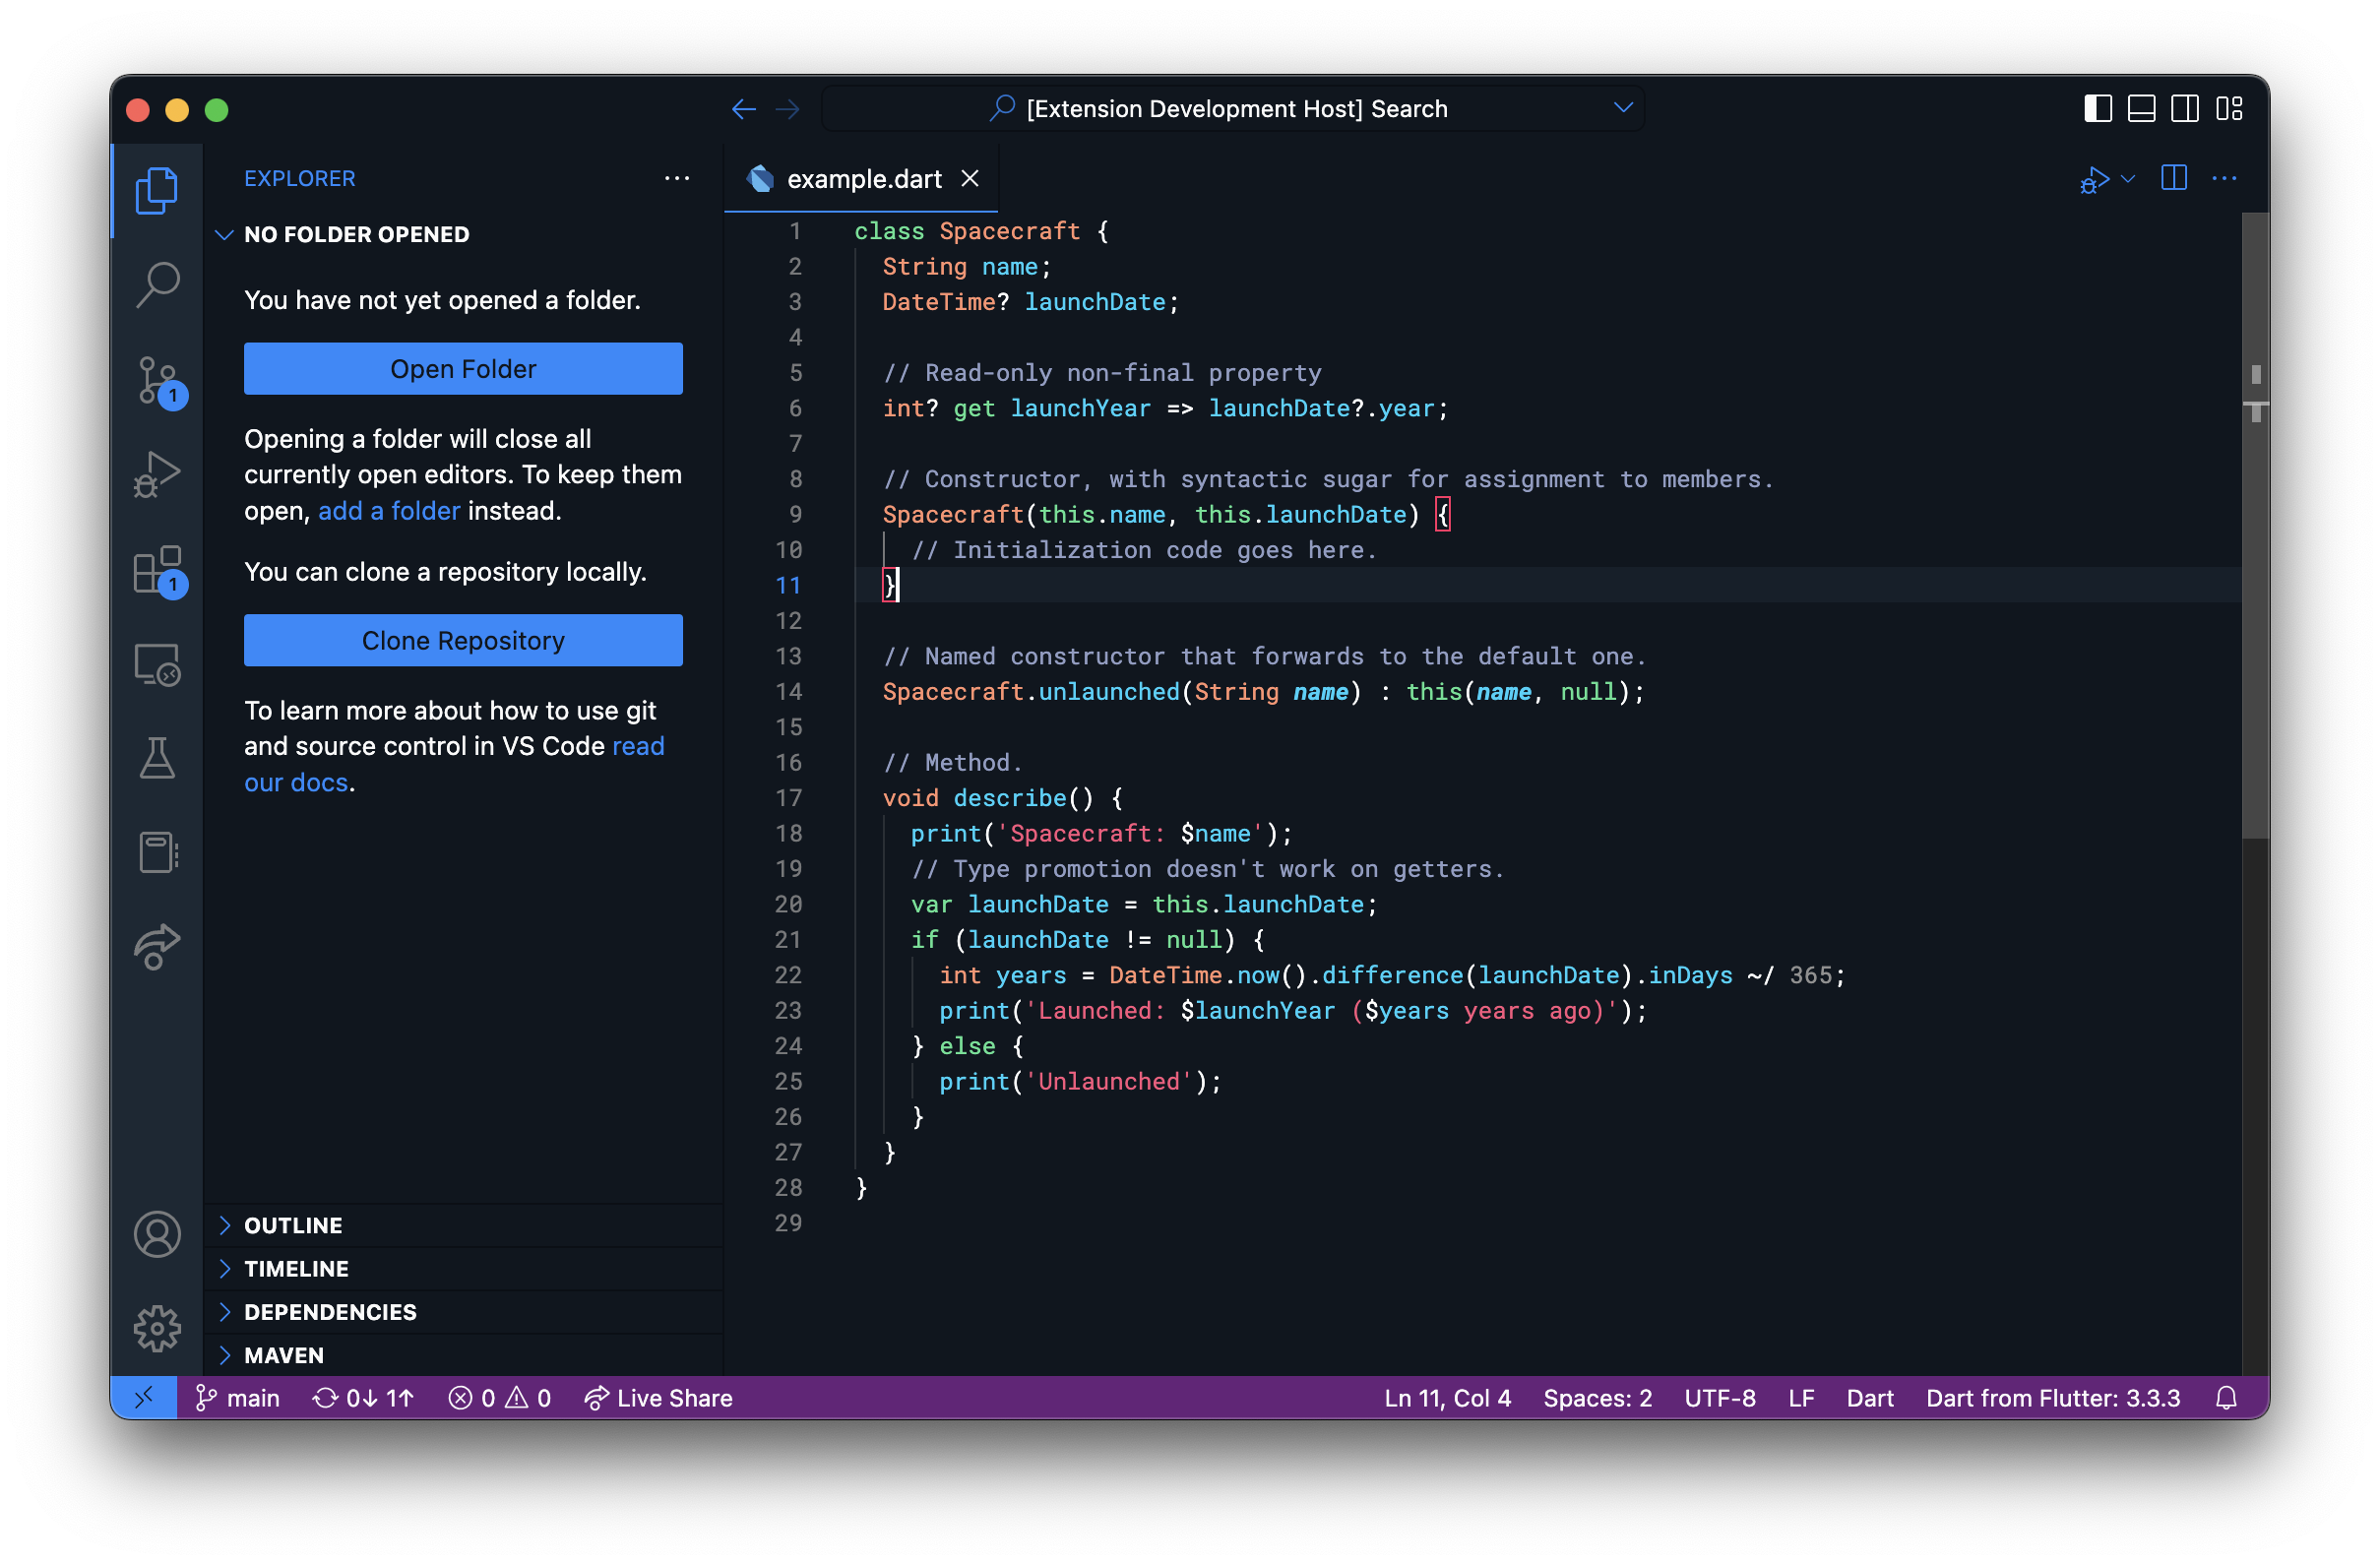 [Extension Development Host] Search
EXPLORER
NO FOLDER OPENED
You have not yet opened a folder.
Open Folder
Opening a folder will close all
currently open editors. To keep them
open, add a folder instead.
You can clone a repository locally.
Clone Repository
To learn more about how to use git
and source control in VS Code read
our docs.
1
1
OUTLINE
TIMELINE
DEPENDENCIES
MAVEN
example.dart
1 class Spacecraft {
2 String name;
3 DateTime? launchDate;
4
5 // Read-only non-final property
6 int? get launchYear => launchDate?.year;
7
8 // Constructor, with syntactic sugar for assignment to members.
9 Spacecraft(this.name, this.launchDate) {
10 // Initialization code goes here.
11 }
12
13 // Named constructor that forwards to the default one.
14 Spacecraft.unlaunched(String name) : this(name, null);
15
16 // Method.
17 void describe() {
18 print('Spacecraft: $name');
19 // Type promotion doesn't work on getters.
20 var launchDate = this.launchDate;
21 if (launchDate != null) {
22 int years = DateTime.now().difference(launchDate).inDays ~/ 365;
23 print('Launched: $launchYear ($years years ago)');
24 } else {
25 print('Unlaunched');
26 }
27 }
28 }
29
main 0↓ 1↑ 0 0 Live Share Ln 11, Col 4 Spaces: 2 UTF-8 LF Dart Dart from Flutter: 3.3.3